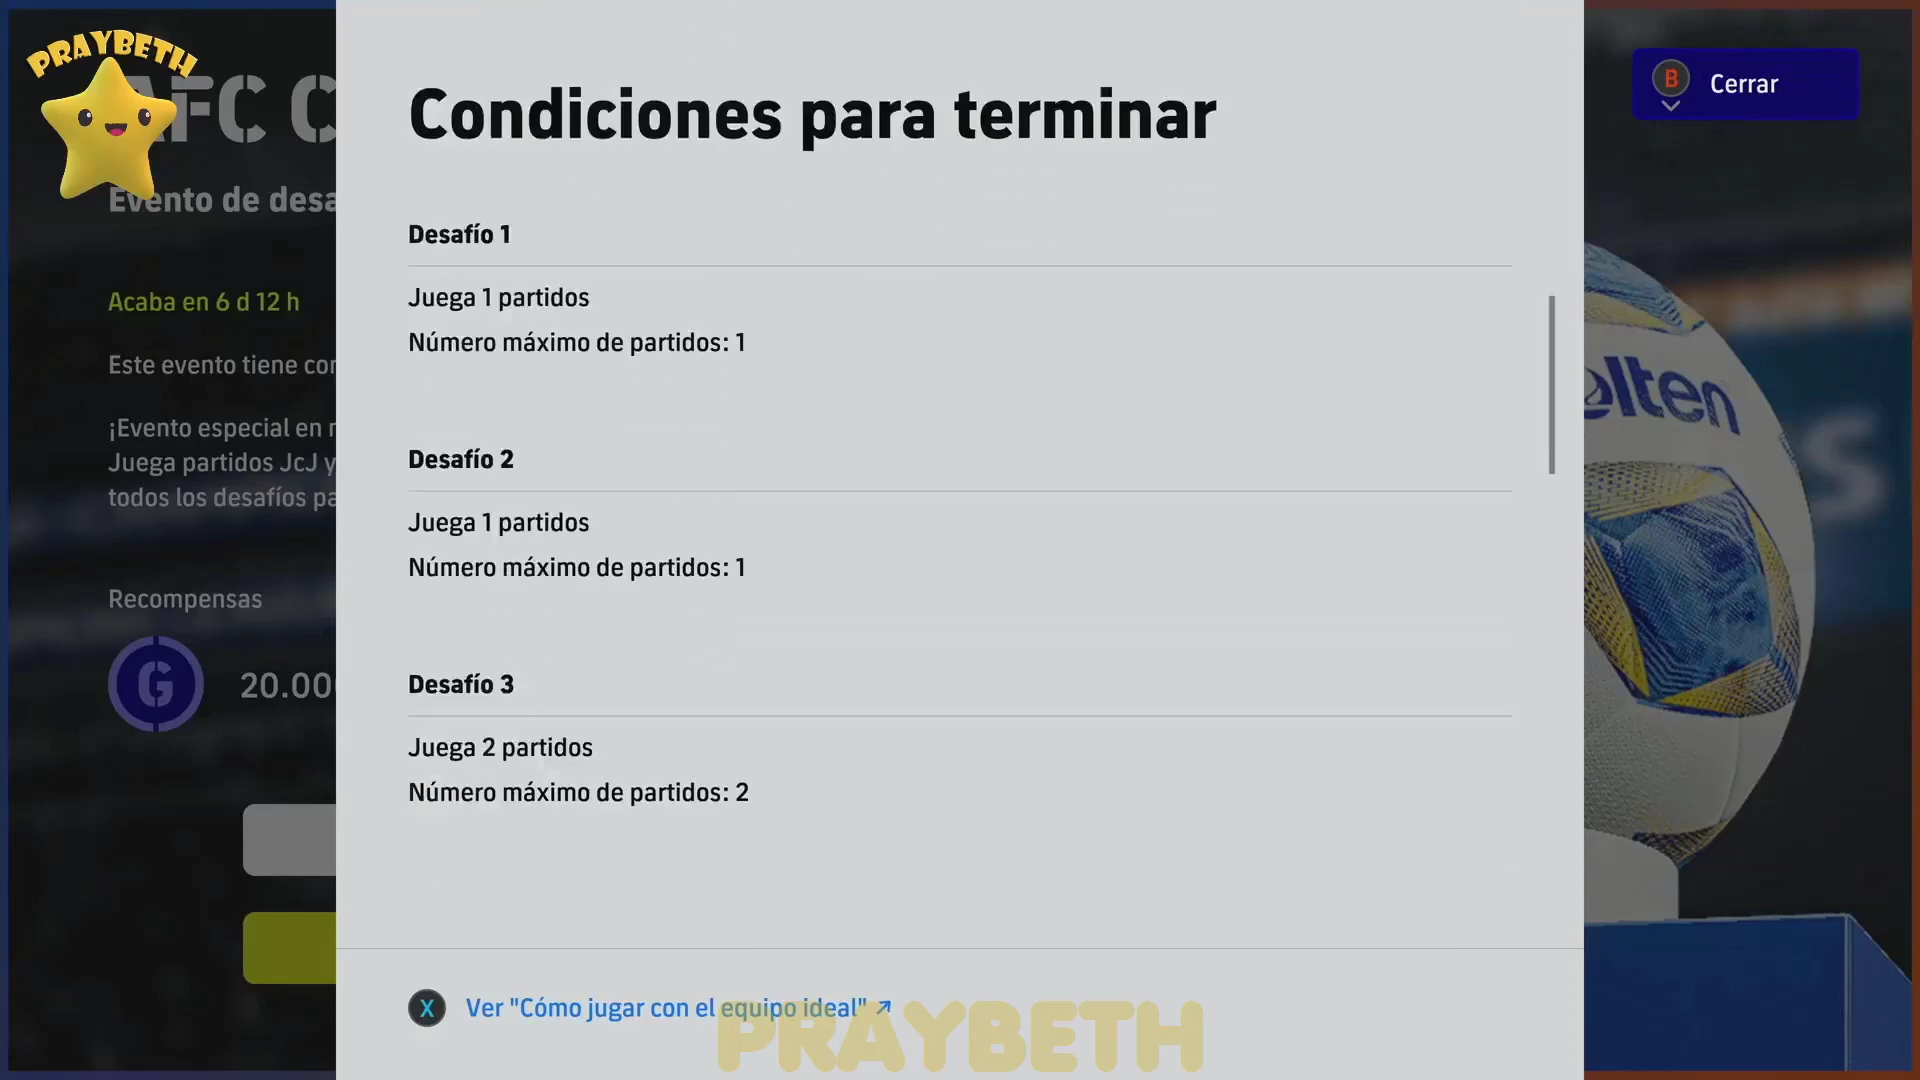 PRAYBETH
AFC C
Evento de desa
Acaba en 6 d 12 h
Este evento tiene con
¡Evento especial en
Juega partidos JcJ y
todos los desafíos pa
Recompensas
G
20.00
Condiciones para terminar
Desafío 1
Juega 1 partidos
Número máximo de partidos: 1
Desafío 2
Juega 1 partidos
Número máximo de partidos: 1
Desafío 3
Juega 2 partidos
Número máximo de partidos: 2
X Ver "Cómo jugar con el equipo ideal"
PRAYBETH
B Cerrar
olten
S